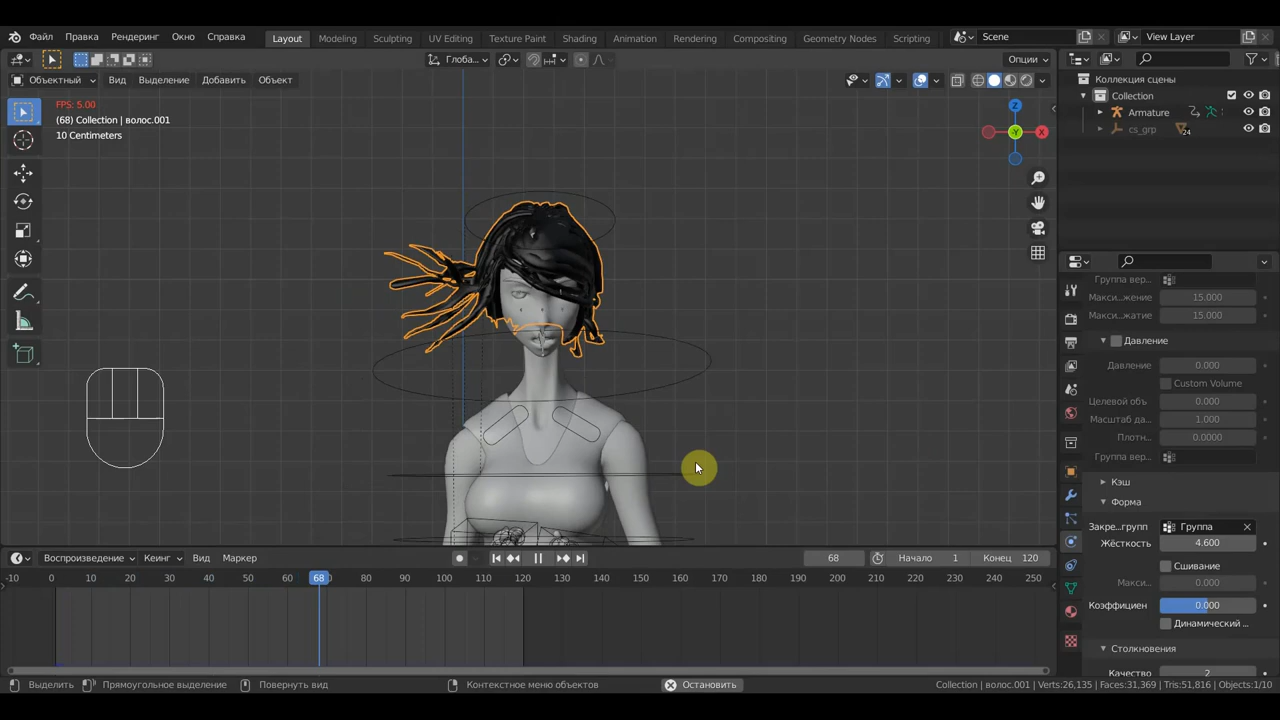 Файл Правка Рендеринг Окно Справка Layout Modeling Sculpting UV Editing Texture Paint Shading Animation Rendering Compositing Geometry Nodes Scripting Scene View Layer
Глоба... Опции
Объектный Вид Выделение Добавить Объект
Коллекция сцены
Collection
Armature
cs_grp 24
FPS: 5.00
(68) Collection | волос.001
10 Centimeters
Z
-Y
X
Группа вер...
Макси...жение 15.000
Макси...жатие 15.000
Давление
Давление 0.000
Custom Volume
Целевой объ 0.000
Масштаб да... 1.000
Плотн... 0.0000
Группа вер...
Кэш
Форма
Закре...групп Группа
Жёсткость 4.600
Сшивание
Макси... 0.000
Коэффициен 0.000
Динамический ...
Столкновения
Качество 2
Воспроизведение Кеинг Вид Маркер 68 Начало 1 Конец 120
-10 0 10 20 30 40 50 60 68 70 80 90 100 110 120 130 140 150 160 170 180 190 200 210 220 230 240 250
Выделить Прямоугольное выделение Повернуть вид Контекстное меню объектов Остановить Collection | волос.001 | Verts:26,135 | Faces:31,369 | Tris:51,816 | Objects:1/10